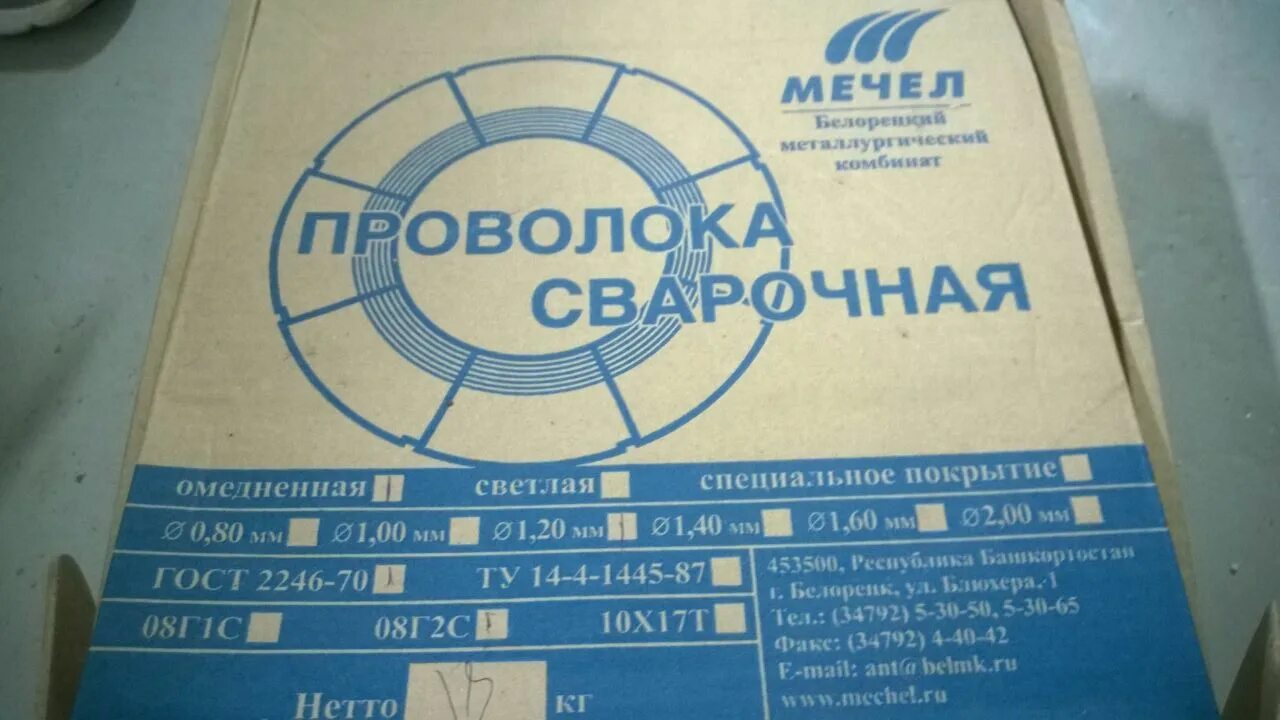 МЕЧЕЛ
Белорецкий
металлургический
комбинат
ПРОВОЛОКА
СВАРОЧНАЯ
омедненная светлая специальное покрытие
⌀ 0,80 мм ⌀1,00 мм ⌀1,20 мм ⌀1,40 мм ⌀1,60 мм ⌀2,00 мм
ГОСТ 2246-70 ТУ 14-4-1445-87
08Г1С 08Г2С 10Х17Т
Нетто кг
453500, Республика Башкортостан
г. Белорецк, ул. Блюхера,1
Тел.: (34792) 5-30-50, 5-30-65
Факс: (34792) 4-40-42
E-mail: ant@belmk.ru
www.mechel.ru